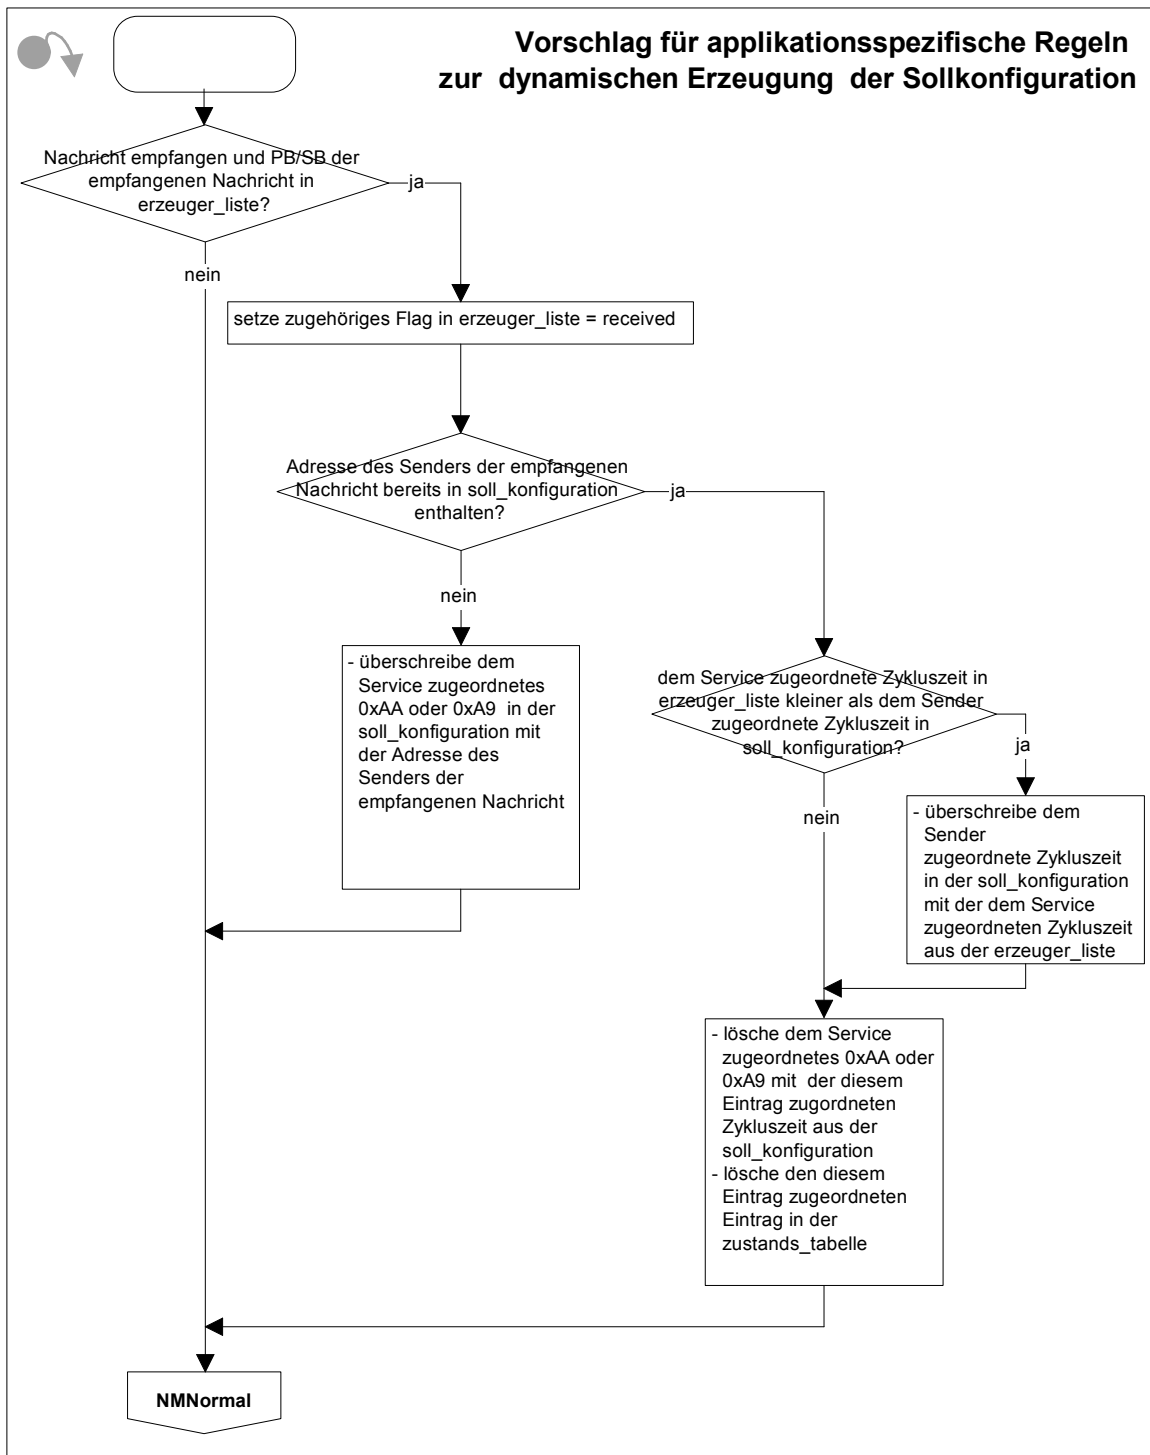 Vorschlag für applikationsspezifische Regeln
zur dynamischen Erzeugung der Sollkonfiguration
Nachricht empfangen und PB/SB der
empfangenen Nachricht in
erzeuger_liste?
ja
nein
setze zugehöriges Flag in erzeuger_liste = received
Adresse des Senders der empfangenen
Nachricht bereits in soll_konfiguration
enthalten?
ja
nein
- überschreibe dem
Service zugeordnetes
0xAA oder 0xA9 in der
soll_konfiguration mit
der Adresse des
Senders der
empfangenen Nachricht
dem Service zugeordnete Zykluszeit in
erzeuger_liste kleiner als dem Sender
zugeordnete Zykluszeit in
soll_konfiguration?
ja
nein
- überschreibe dem
Sender
zugeordnete Zykluszeit
in der soll_konfiguration
mit der dem Service
zugeordneten Zykluszeit
aus der erzeuger_liste
- lösche dem Service
zugeordnetes 0xAA oder
0xA9 mit der diesem
Eintrag zugordneten
Zykluszeit aus der
soll_konfiguration
- lösche den diesem
Eintrag zugeordneten
Eintrag in der
zustands_tabelle
NMNormal